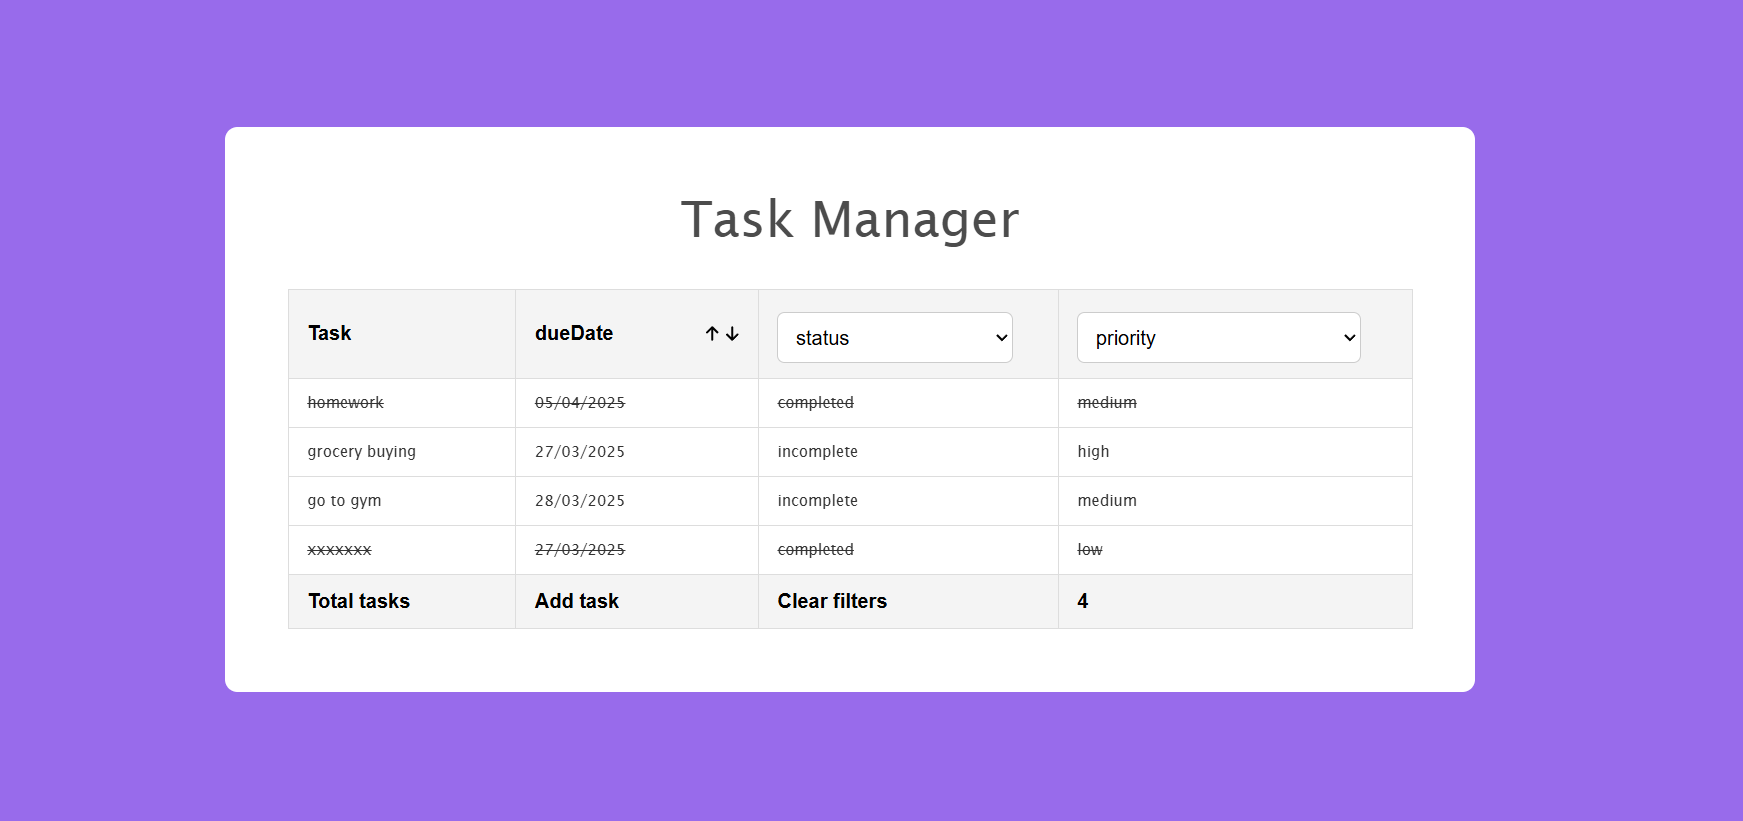 Task Manager
Task dueDate ↑↓ status priority
homework 05/04/2025 completed medium
grocery buying 27/03/2025 incomplete high
go to gym 28/03/2025 incomplete medium
xxxxxxx 27/03/2025 completed low
Total tasks Add task Clear filters 4